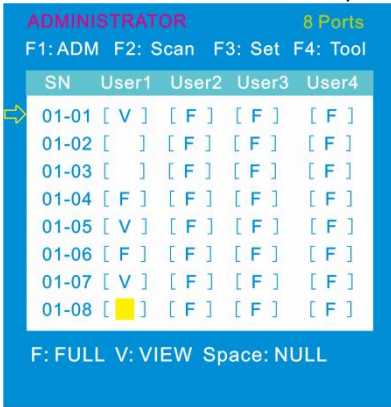 ADMINISTRATOR 8 Ports
F1: ADM F2: Scan F3: Set F4: Tool
SN User1 User2 User3 User4
01-01 [ V ] [ F ] [ F ] [ F ]
01-02 [ ] [ F ] [ F ] [ F ]
01-03 [ ] [ F ] [ F ] [ F ]
01-04 [ F ] [ F ] [ F ] [ F ]
01-05 [ V ] [ F ] [ F ] [ F ]
01-06 [ F ] [ F ] [ F ] [ F ]
01-07 [ V ] [ F ] [ F ] [ F ]
01-08 [ ] [ F ] [ F ] [ F ]
F: FULL V: VIEW Space: NULL